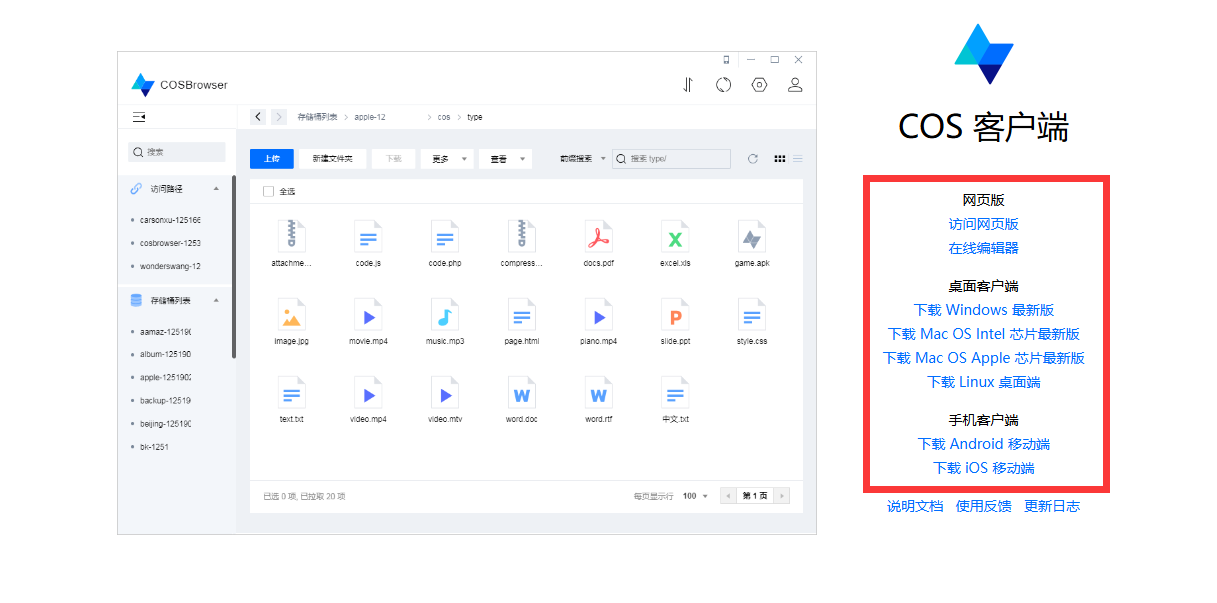 COSBrowser
存储桶列表
apple-12
cos
type
搜索
上传
新建文件夹
下载
更多
查看
前缀搜索
搜索 type/
访问路径
carsonxu-125166
cosbrowser-1253
wonderswang-12
存储桶列表
aamaz-125190
album-125190
apple-125190
backup-12519
beijing-125190
bk-1251
全选
attachme...
code.js
code.php
compress...
docs.pdf
excel.xls
game.apk
image.jpg
movie.mp4
music.mp3
page.html
piano.mp4
slide.ppt
style.css
text.txt
video.mp4
video.mtv
word.doc
word.rtf
中文.txt
已选 0 项, 已拉取 20 项
每页显示行 100
第 1 页
COS 客户端
网页版
访问网页版
在线编辑器
桌面客户端
下载 Windows 最新版
下载 Mac OS Intel 芯片最新版
下载 Mac OS Apple 芯片最新版
下载 Linux 桌面端
手机客户端
下载 Android 移动端
下载 iOS 移动端
说明文档 使用反馈 更新日志